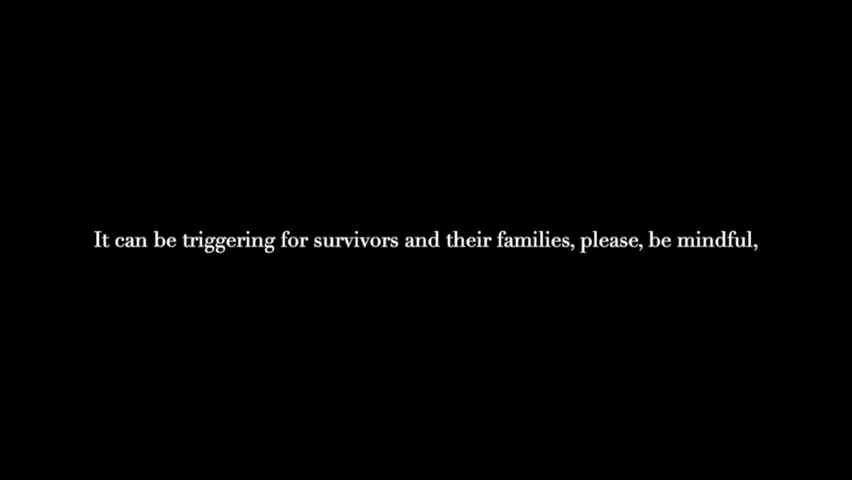 It can be triggering for survivors and their families, please, be mindful,